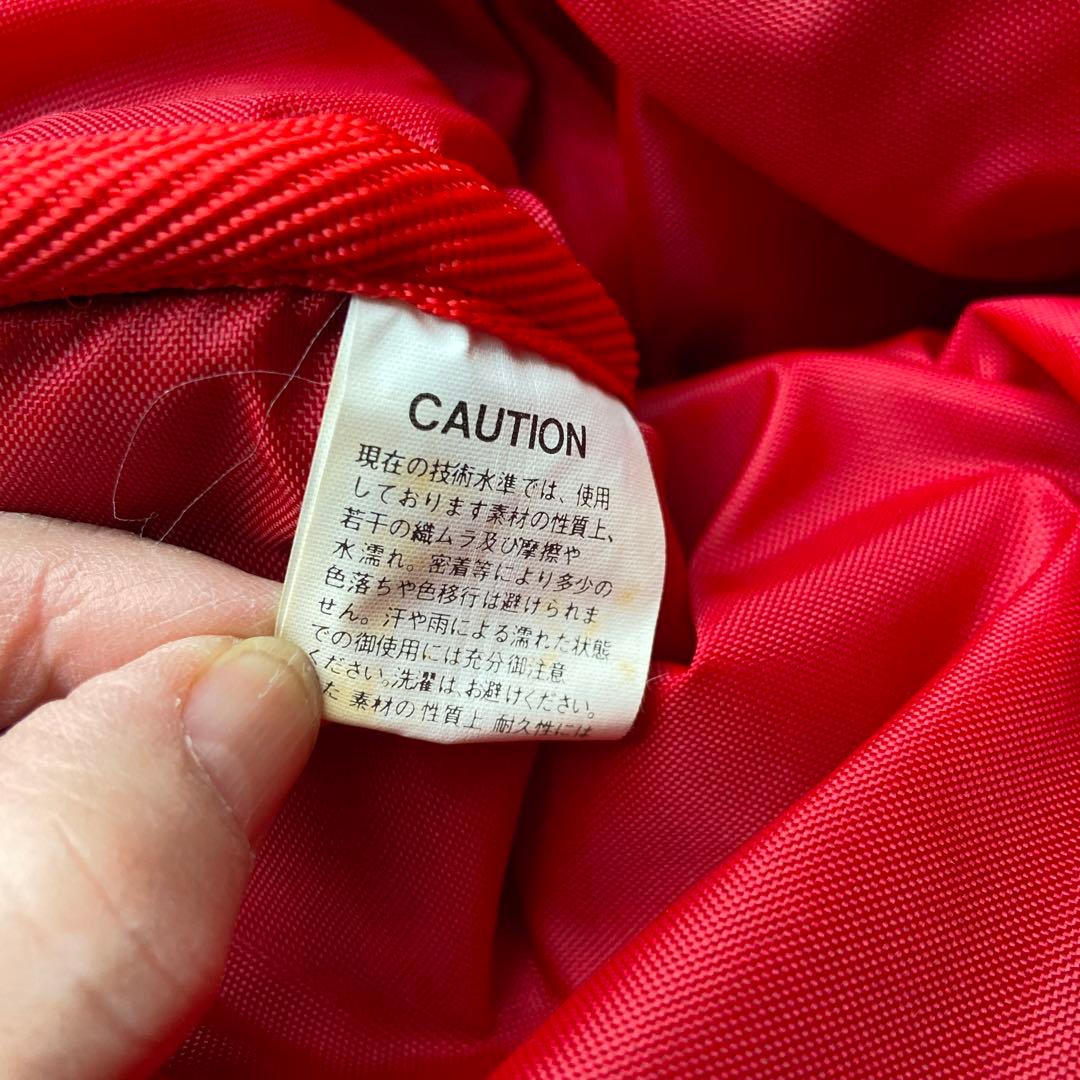 CAUTION
現在の技術水準では、使用
しております素材の性質上、
若干の織ムラ及び摩擦や
水濡れ。密着等により多少の
色落ちや色移行は避けられま
せん。汗や雨による濡れた状態
での御使用には充分御注意
ください。洗濯は、お避けください。
た 素材の性質上 耐久性には